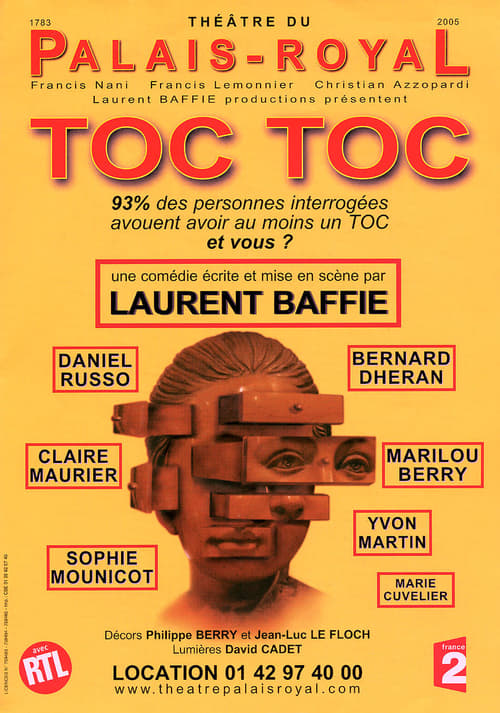 1783
THÉÂTRE DU
2005
PALAIS-ROYAL
Francis Nani Francis Lemonnier Christian Azzopardi
Laurent BAFFIE productions présentent
TOC TOC
93% des personnes interrogées
avouent avoir au moins un TOC
et vous ?
une comédie écrite et mise en scène par
LAURENT BAFFIE
DANIEL
RUSSO
BERNARD
DHERAN
CLAIRE
MAURIER
MARILOU
BERRY
YVON
MARTIN
SOPHIE
MOUNICOT
MARIE
CUVELIER
Décors Philippe BERRY et Jean-Luc LE FLOCH
Lumières David CADET
LOCATION 01 42 97 40 00
www.theatrepalaisroyal.com
avec
RTL
france
2